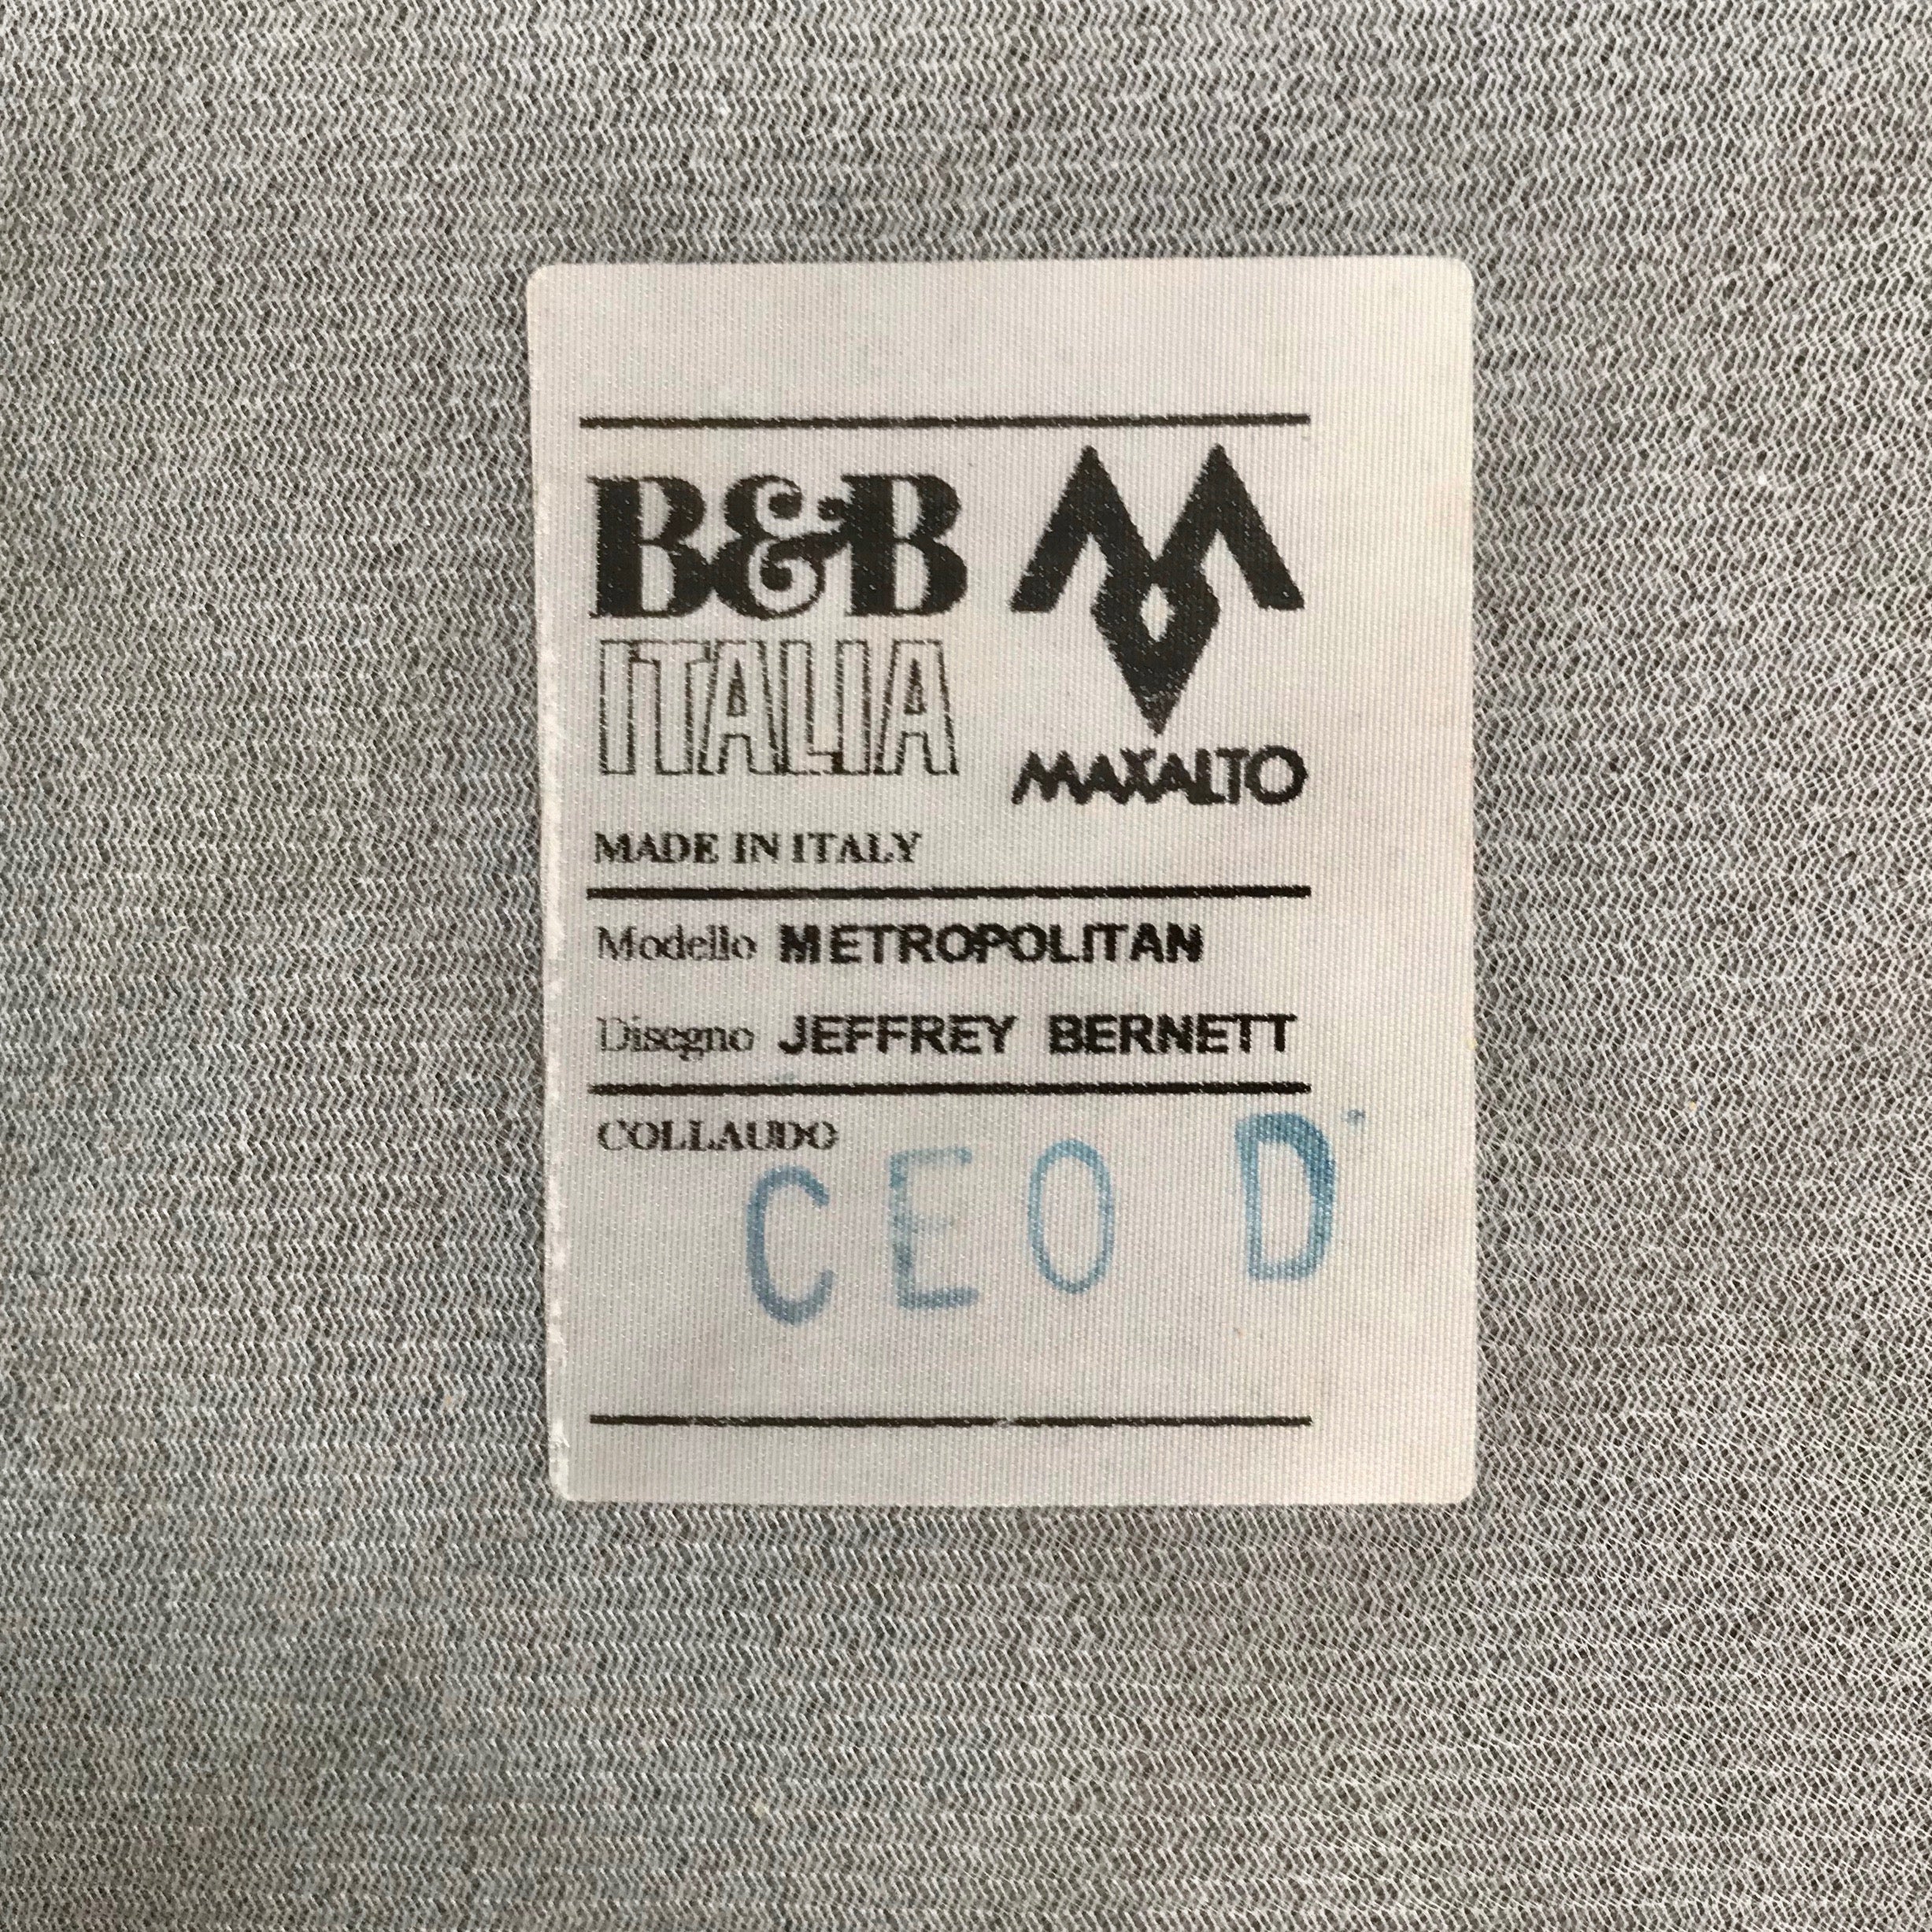 B&B
ITALIA
MAXALTO
MADE IN ITALY
Modello METROPOLITAN
Disegno JEFFREY BERNETT
COLLAUDO
CEO D